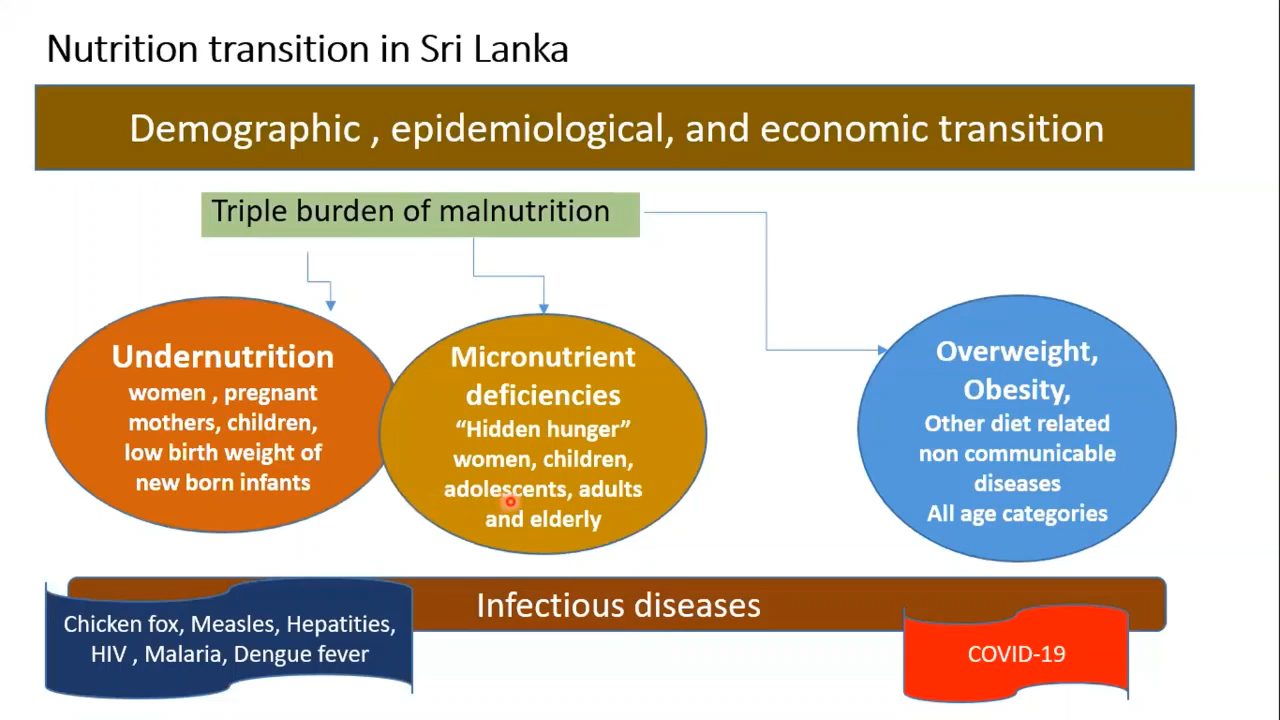 Nutrition transition in Sri Lanka
Demographic , epidemiological, and economic transition
Triple burden of malnutrition
Undernutrition
women , pregnant
mothers, children,
low birth weight of
new born infants
Micronutrient
deficiencies
“Hidden hunger”
women, children,
adolescents, adults
and elderly
Overweight,
Obesity,
Other diet related
non communicable
diseases
All age categories
Infectious diseases
Chicken fox, Measles, Hepatities,
HIV , Malaria, Dengue fever
COVID-19